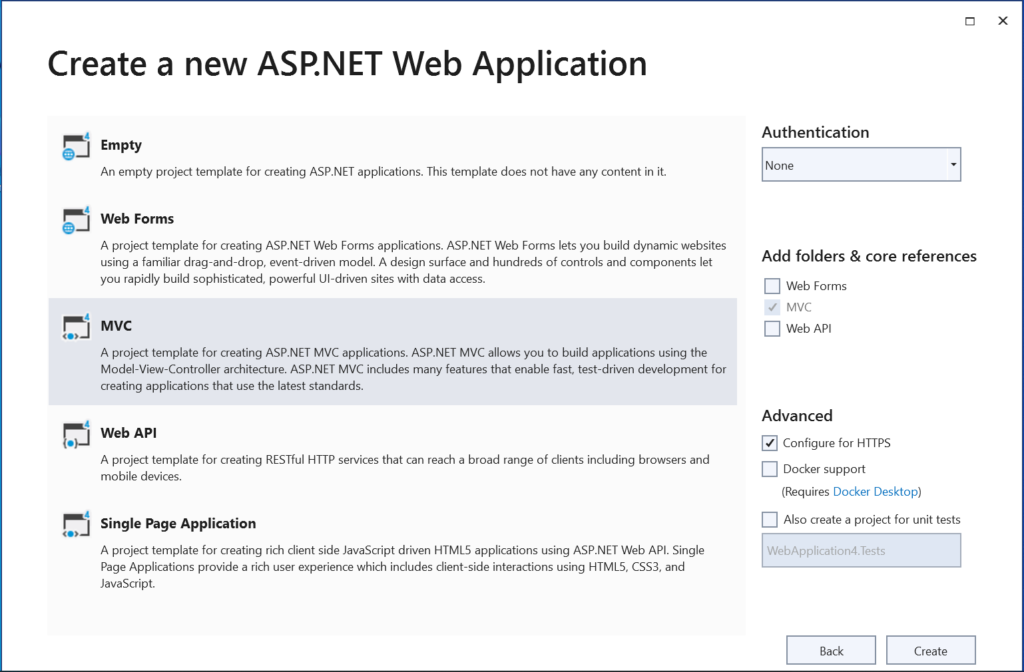 Create a new ASP.NET Web Application
Empty
An empty project template for creating ASP.NET applications. This template does not have any content in it.
Web Forms
A project template for creating ASP.NET Web Forms applications. ASP.NET Web Forms lets you build dynamic websites
using a familiar drag-and-drop, event-driven model. A design surface and hundreds of controls and components let
you rapidly build sophisticated, powerful UI-driven sites with data access.
MVC
A project template for creating ASP.NET MVC applications. ASP.NET MVC allows you to build applications using the
Model-View-Controller architecture. ASP.NET MVC includes many features that enable fast, test-driven development for
creating applications that use the latest standards.
Web API
A project template for creating RESTful HTTP services that can reach a broad range of clients including browsers and
mobile devices.
Single Page Application
A project template for creating rich client side JavaScript driven HTML5 applications using ASP.NET Web API. Single
Page Applications provide a rich user experience which includes client-side interactions using HTML5, CSS3, and
JavaScript.
Authentication
None
Add folders & core references
Web Forms
MVC
Web API
Advanced
Configure for HTTPS
Docker support
(Requires Docker Desktop)
Also create a project for unit tests
WebApplication4.Tests
Back
Create